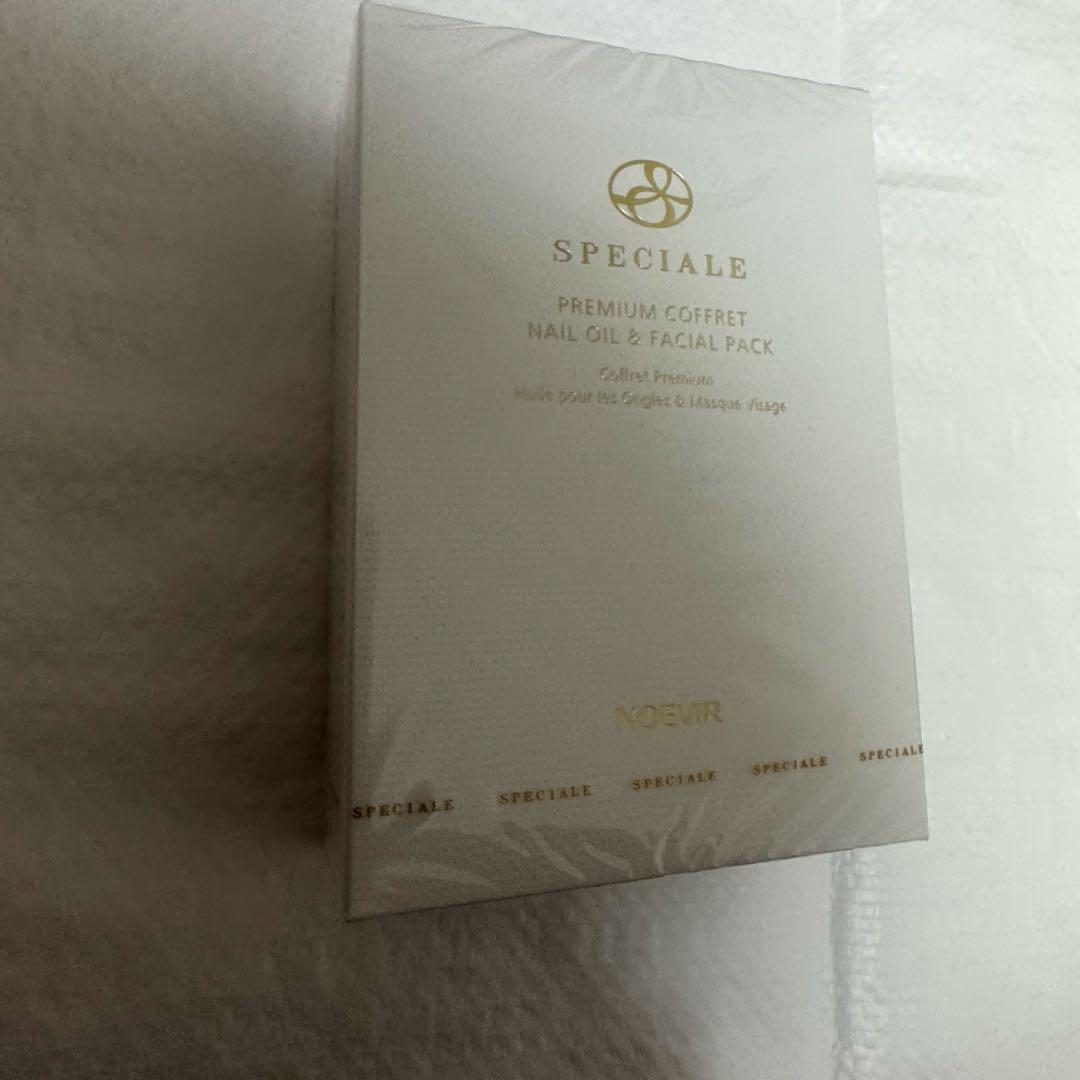 SPECIALE
PREMIUM COFFRET
NAIL OIL & FACIAL PACK
Coffret Premium
Huile pour les Ongles & Masque Visage
NOEVIR
SPECIALE SPECIALE SPECIALE SPECIALE SPECIALE